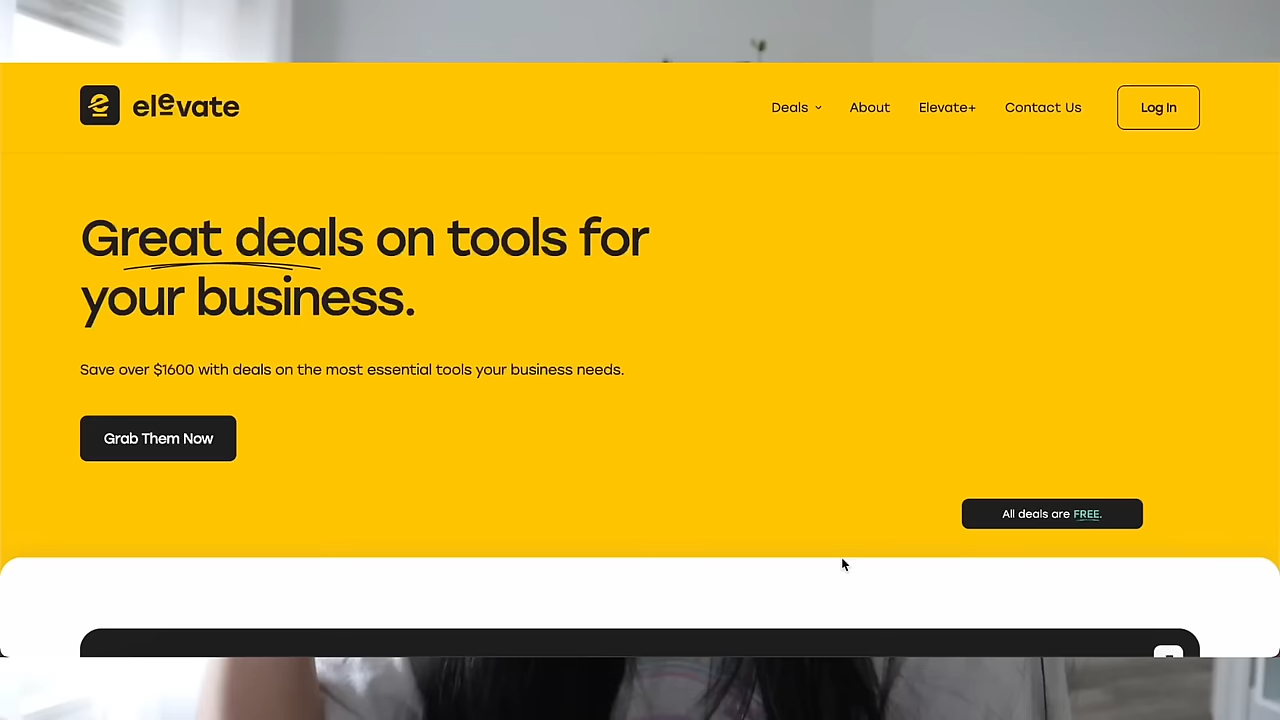 elevate
Deals
About
Elevate+
Contact Us
Log In
Great deals on tools for
your business.
Save over $1600 with deals on the most essential tools your business needs.
Grab Them Now
All deals are FREE.